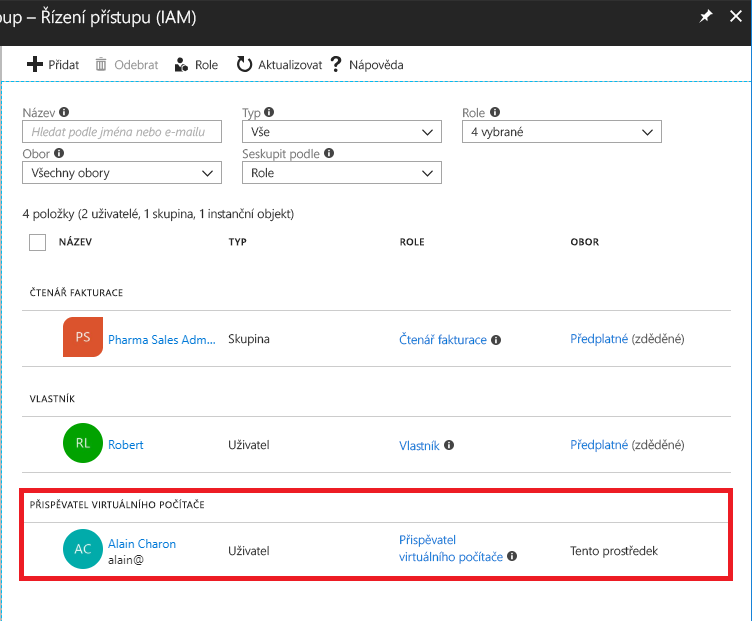 oup – Řízení přístupu (IAM)
Přidat Odebrat Role Aktualizovat ? Nápověda
Název Typ Role
Hledat podle jména nebo e-mailu Vše 4 vybrané
Obor Seskupit podle
Všechny obory Role
4 položky (2 uživatelé, 1 skupina, 1 instanční objekt)
NÁZEV TYP ROLE OBOR
ČTENÁŘ FAKTURACE
PS Pharma Sales Adm... Skupina Čtenář fakturace Předplatné (zděděné)
VLASTNÍK
RL Robert Uživatel Vlastník Předplatné (zděděné)
PŘISPĚVATEL VIRTUÁLNÍHO POČÍTAČE
AC Alain Charon Uživatel Přispěvatel Tento prostředek
alain@ virtuálního počítače